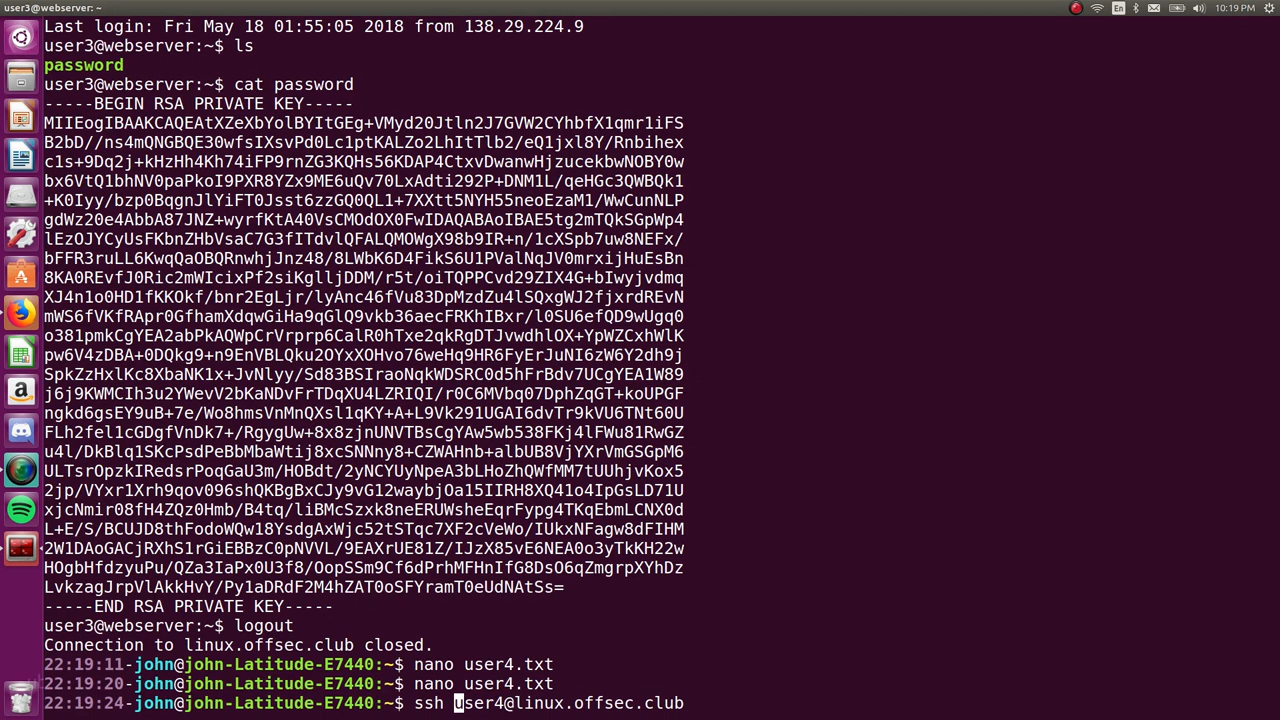 user3@webserver: ~
En
10:19 PM
Last login: Fri May 18 01:55:05 2018 from 138.29.224.9
user3@webserver:~$ ls
password
user3@webserver:~$ cat password
-----BEGIN RSA PRIVATE KEY-----
MIIEogIBAAKCAQEAtXZeXbYolBYItGEg+VMyd20Jtln2J7GVW2CYhbfX1qmr1iFS
B2bD//ns4mQNGBQE30wfsIXsvPd0Lc1ptKALZo2LhItTlb2/eQ1jxl8Y/Rnbihex
c1s+9Dq2j+kHzHh4Kh74iFP9rnZG3KQHs56KDAP4CtxvDwanwHjzucekbwNOBY0w
bx6VtQ1bhNV0paPkoI9PXR8YZx9ME6uQv70LxAdti292P+DNM1L/qeHGc3QWBQk1
+K0Iyy/bzp0BqgnJlYiFT0Jsst6zzGQ0QL1+7XXtt5NYH55neoEzaM1/WwCunNLP
gdWz20e4AbbA87JNZ+wyrfKtA40VsCMOdOX0FwIDAQABAoIBAE5tg2mTQkSGpWp4
lEzOJYCyUsFKbnZHbVsaC7G3fITdvlQFALQMOWgX98b9IR+n/1cXSpb7uw8NEFx/
bFFR3ruLL6KwqQaOBQRnwhjJnz48/8LWbK6D4FikS6U1PValNqJV0mrxijHuEsBn
8KA0REvfJ0Ric2mWIcixPf2siKglljDDM/r5t/oiTQPPCvd29ZIX4G+bIwyjvdmq
XJ4n1o0HD1fKKOkf/bnr2EgLjr/lyAnc46fVu83DpMzdZu4lSQxgWJ2fjxrdREvN
mWS6fVKfRApr0GfhamXdqwGiHa9qGlQ9vkb36aecFRKhIBxr/l0SU6efQD9wUgq0
o381pmkCgYEA2abPkAQWpCrVrprp6CalR0hTxe2qkRgDTJvwdhlOX+YpWZCxhWlK
pw6V4zDBA+0DQkg9+n9EnVBLQku2OYxXOHvo76weHq9HR6FyErJuNI6zW6Y2dh9j
SpkZzHxlKc8XbaNK1x+JvNlyy/Sd83BSIraoNqkWDSRC0d5hFrBdv7UCgYEA1W89
j6j9KWMCIh3u2YWevV2bKaNDvFrTDqXU4LZRIQI/r0C6MVbq07DphZqGT+koUPGF
ngkd6gsEY9uB+7e/Wo8hmsVnMnQXsl1qKY+A+L9Vk291UGAI6dvTr9kVU6TNt60U
FLh2fel1cGDgfVnDk7+/RgygUw+8x8zjnUNVTBsCgYAw5wb538FKj4lFWu81RwGZ
u4l/DkBlq1SKcPsdPeBbMbaWtij8xcSNNny8+CZWAHnb+albUB8VjYXrVmGSGpM6
ULTsrOpzkIRedsrPoqGaU3m/HOBdt/2yNCYUyNpeA3bLHoZhQWfMM7tUUhjvKox5
2jp/VYxr1Xrh9qov096shQKBgBxCJy9vG12waybjOa15IIRH8XQ41o4IpGsLD71U
xjcNmir08fH4ZQz0Hmb/B4tq/liBMcSzxk8neERUWsheEqrFypg4TKqEbmLCNX0d
L+E/S/BCUJD8thFodoWQw18YsdgAxWjc52tSTqc7XF2cVeWo/IUkxNFagw8dFIHM
2W1DAoGACjRXhS1rGiEBBzC0pNVVL/9EAXrUE81Z/IJzX85vE6NEA0o3yTkKH22w
HOgbHfdzyuPu/QZa3IaPx0U3f8/OopSSm9Cf6dPrhMFHnIfG8DsO6qZmgrpXYhDz
LvkzagJrpVlAkkHvY/Py1aDRdF2M4hZAT0oSFYramT0eUdNAtSs=
-----END RSA PRIVATE KEY-----
user3@webserver:~$ logout
Connection to linux.offsec.club closed.
22:19:11-john@john-Latitude-E7440:~$ nano user4.txt
22:19:20-john@john-Latitude-E7440:~$ nano user4.txt
22:19:24-john@john-Latitude-E7440:~$ ssh user4@linux.offsec.club